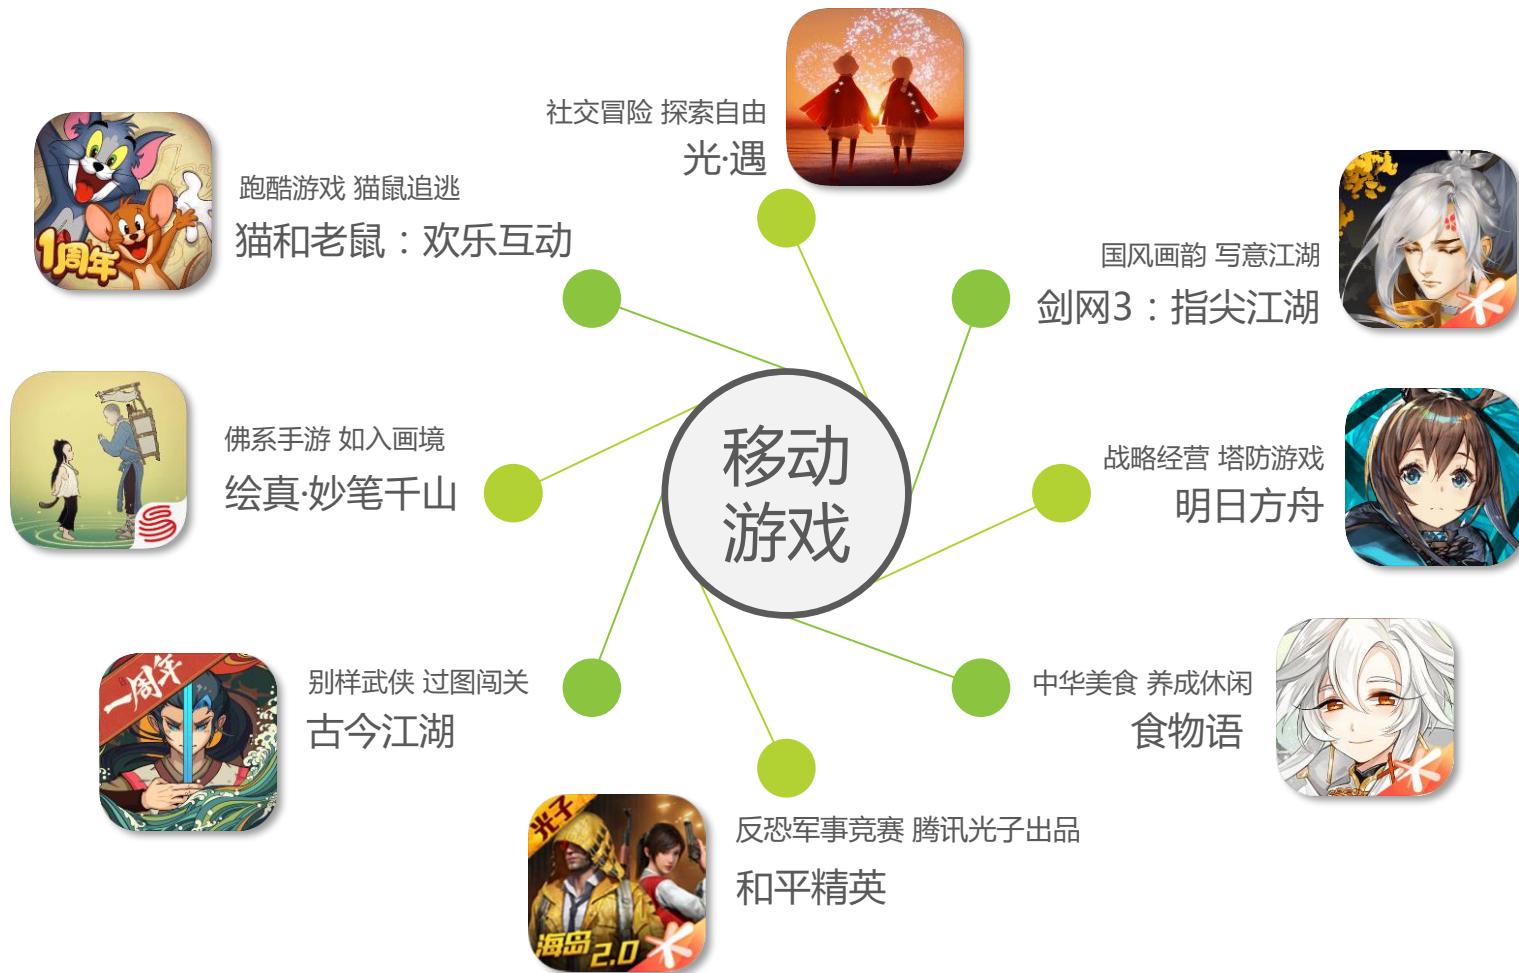 社交冒险 探索自由
光·遇
跑酷游戏 猫鼠追逃
猫和老鼠：欢乐互动
1周年
国风画韵 写意江湖
剑网3：指尖江湖
佛系手游 如入画境
绘真·妙笔千山
移动
游戏
战略经营 塔防游戏
明日方舟
一周年
别样武侠 过图闯关
古今江湖
中华美食 养成休闲
食物语
光子
海岛2.0
反恐军事竞赛 腾讯光子出品
和平精英